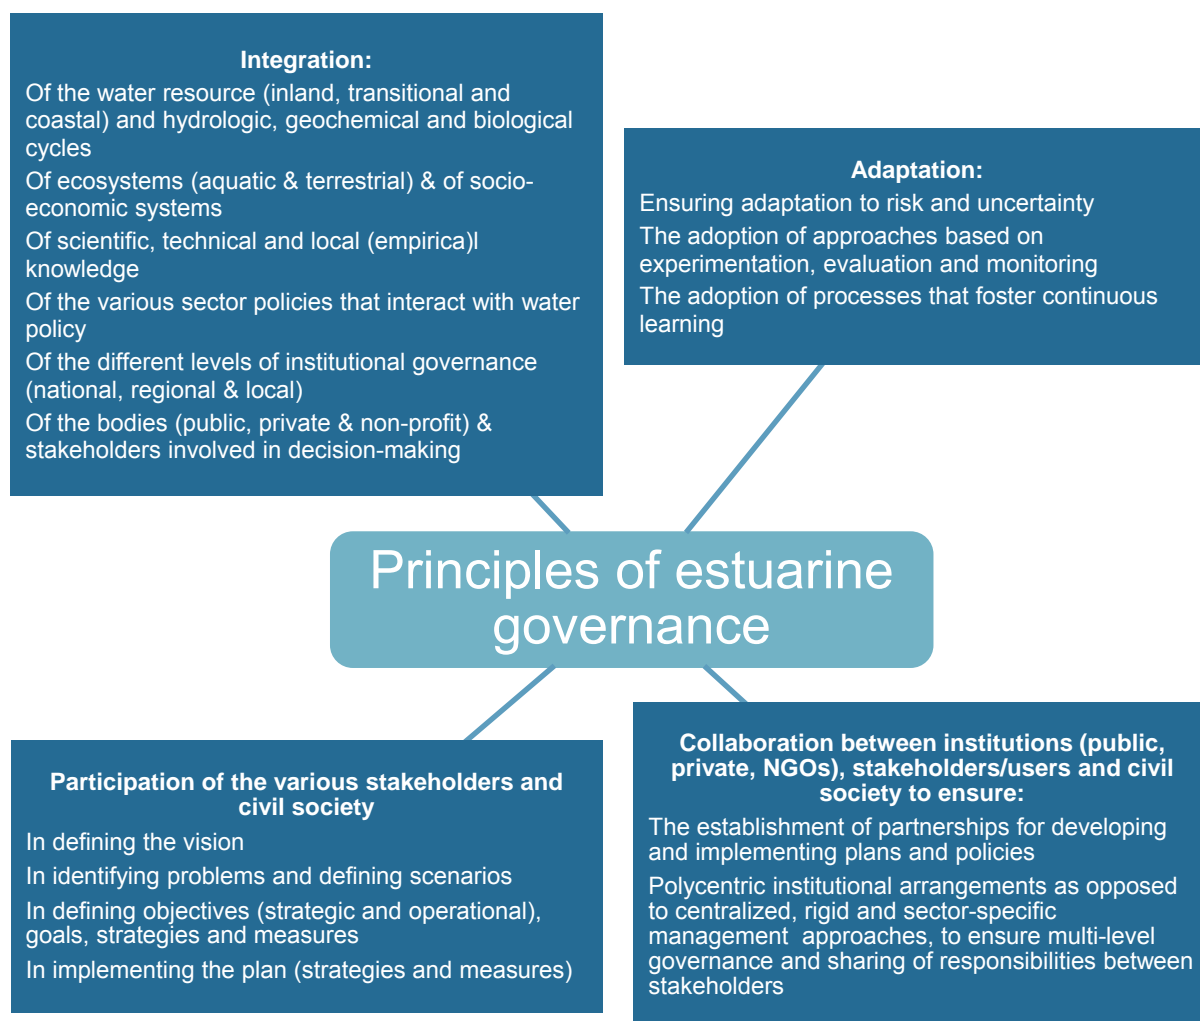 Integration:
Of the water resource (inland, transitional and
coastal) and hydrologic, geochemical and biological
cycles
Of ecosystems (aquatic & terrestrial) & of socio-
economic systems
Of scientific, technical and local (empirica)l
knowledge
Of the various sector policies that interact with water
policy
Of the different levels of institutional governance
(national, regional & local)
Of the bodies (public, private & non-profit) &
stakeholders involved in decision-making
Adaptation:
Ensuring adaptation to risk and uncertainty
The adoption of approaches based on
experimentation, evaluation and monitoring
The adoption of processes that foster continuous
learning
Principles of estuarine
governance
Participation of the various stakeholders and
civil society
In defining the vision
In identifying problems and defining scenarios
In defining objectives (strategic and operational),
goals, strategies and measures
In implementing the plan (strategies and measures)
Collaboration between institutions (public,
private, NGOs), stakeholders/users and civil
society to ensure:
The establishment of partnerships for developing
and implementing plans and policies
Polycentric institutional arrangements as opposed
to centralized, rigid and sector-specific
management  approaches, to ensure multi-level
governance and sharing of responsibilities between
stakeholders